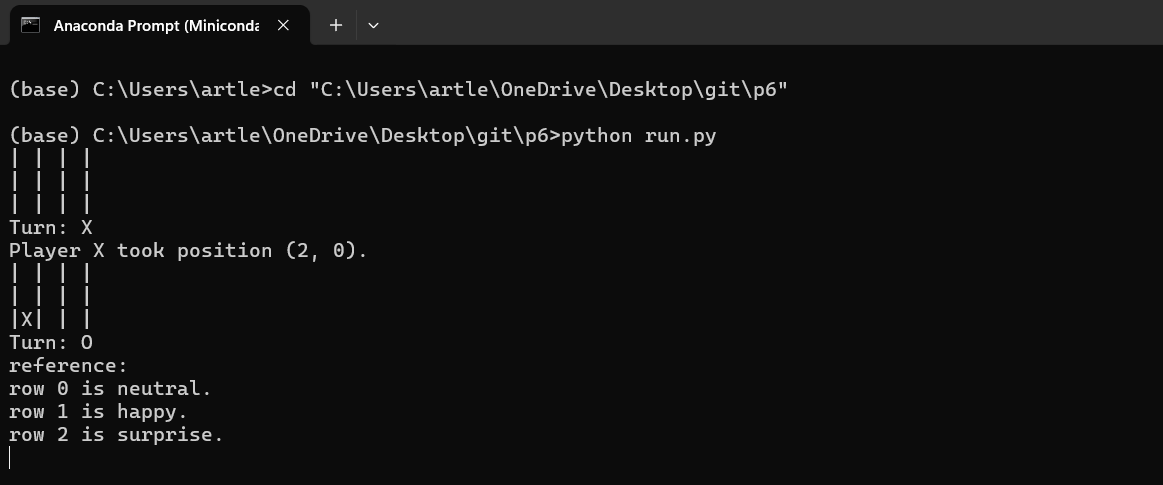 Anaconda Prompt (Miniconda
(base) C:\Users\artle>cd "C:\Users\artle\OneDrive\Desktop\git\p6"
(base) C:\Users\artle\OneDrive\Desktop\git\p6>python run.py
| | | |
| | | |
| | | |
Turn: X
Player X took position (2, 0).
| | | |
| | | |
|X| | |
Turn: O
reference:
row 0 is neutral.
row 1 is happy.
row 2 is surprise.